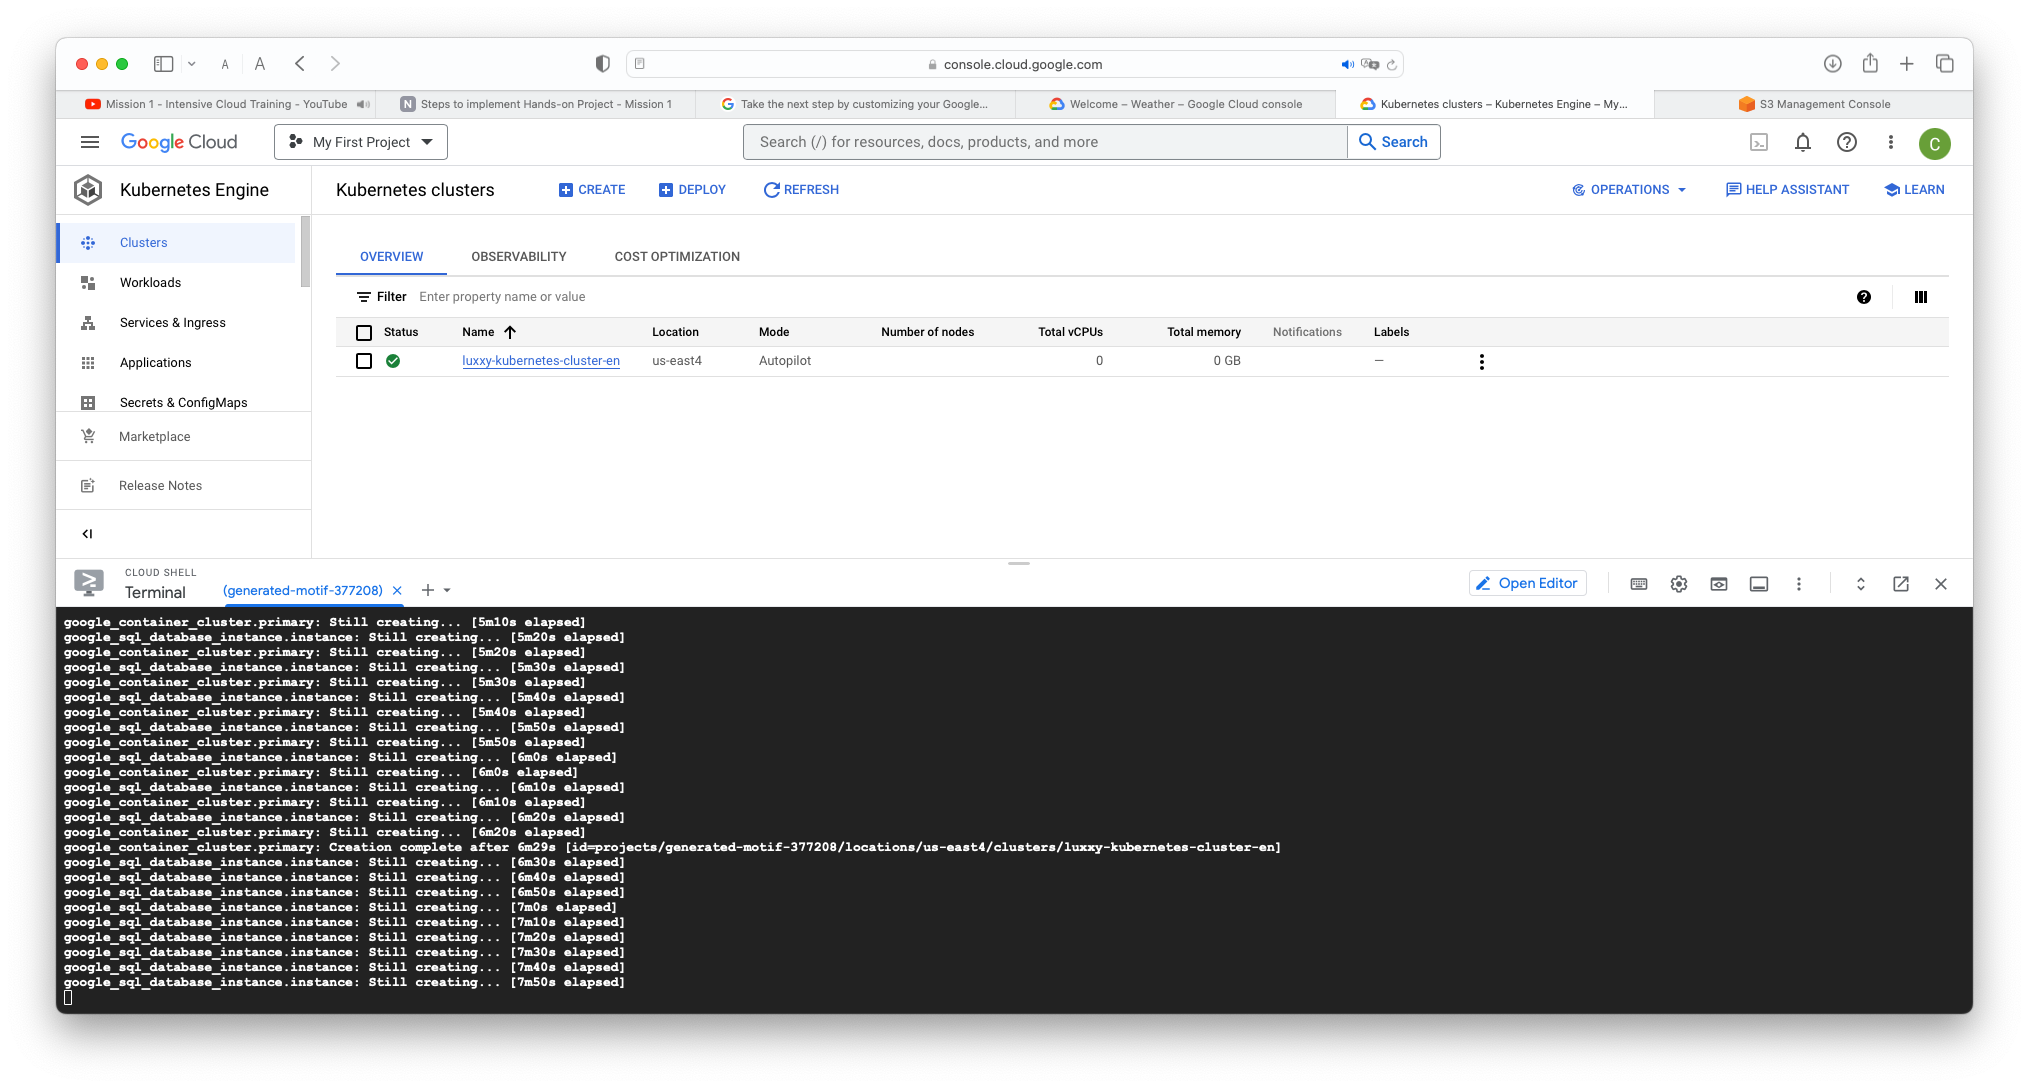 A A console.cloud.google.com
Mission 1 - Intensive Cloud Training - YouTube
N Steps to implement Hands-on Project - Mission 1
Take the next step by customizing your Google...
Welcome – Weather – Google Cloud console
Kubernetes clusters – Kubernetes Engine – My...
S3 Management Console
Google Cloud My First Project Search (/) for resources, docs, products, and more Search C
Kubernetes Engine
Clusters
Workloads
Services & Ingress
Applications
Secrets & ConfigMaps
Marketplace
Release Notes
Kubernetes clusters CREATE DEPLOY REFRESH OPERATIONS HELP ASSISTANT LEARN
OVERVIEW OBSERVABILITY COST OPTIMIZATION
Filter Enter property name or value
Status Name Location Mode Number of nodes Total vCPUs Total memory Notifications Labels
luxxy-kubernetes-cluster-en us-east4 Autopilot 0 0 GB —
CLOUD SHELL
Terminal (generated-motif-377208) Open Editor
google_container_cluster.primary: Still creating... [5m10s elapsed]
google_sql_database_instance.instance: Still creating... [5m20s elapsed]
google_container_cluster.primary: Still creating... [5m20s elapsed]
google_sql_database_instance.instance: Still creating... [5m30s elapsed]
google_container_cluster.primary: Still creating... [5m30s elapsed]
google_sql_database_instance.instance: Still creating... [5m40s elapsed]
google_container_cluster.primary: Still creating... [5m40s elapsed]
google_sql_database_instance.instance: Still creating... [5m50s elapsed]
google_container_cluster.primary: Still creating... [5m50s elapsed]
google_sql_database_instance.instance: Still creating... [6m0s elapsed]
google_container_cluster.primary: Still creating... [6m0s elapsed]
google_sql_database_instance.instance: Still creating... [6m10s elapsed]
google_container_cluster.primary: Still creating... [6m10s elapsed]
google_sql_database_instance.instance: Still creating... [6m20s elapsed]
google_container_cluster.primary: Still creating... [6m20s elapsed]
google_container_cluster.primary: Creation complete after 6m29s [id=projects/generated-motif-377208/locations/us-east4/clusters/luxxy-kubernetes-cluster-en]
google_sql_database_instance.instance: Still creating... [6m30s elapsed]
google_sql_database_instance.instance: Still creating... [6m40s elapsed]
google_sql_database_instance.instance: Still creating... [6m50s elapsed]
google_sql_database_instance.instance: Still creating... [7m0s elapsed]
google_sql_database_instance.instance: Still creating... [7m10s elapsed]
google_sql_database_instance.instance: Still creating... [7m20s elapsed]
google_sql_database_instance.instance: Still creating... [7m30s elapsed]
google_sql_database_instance.instance: Still creating... [7m40s elapsed]
google_sql_database_instance.instance: Still creating... [7m50s elapsed]